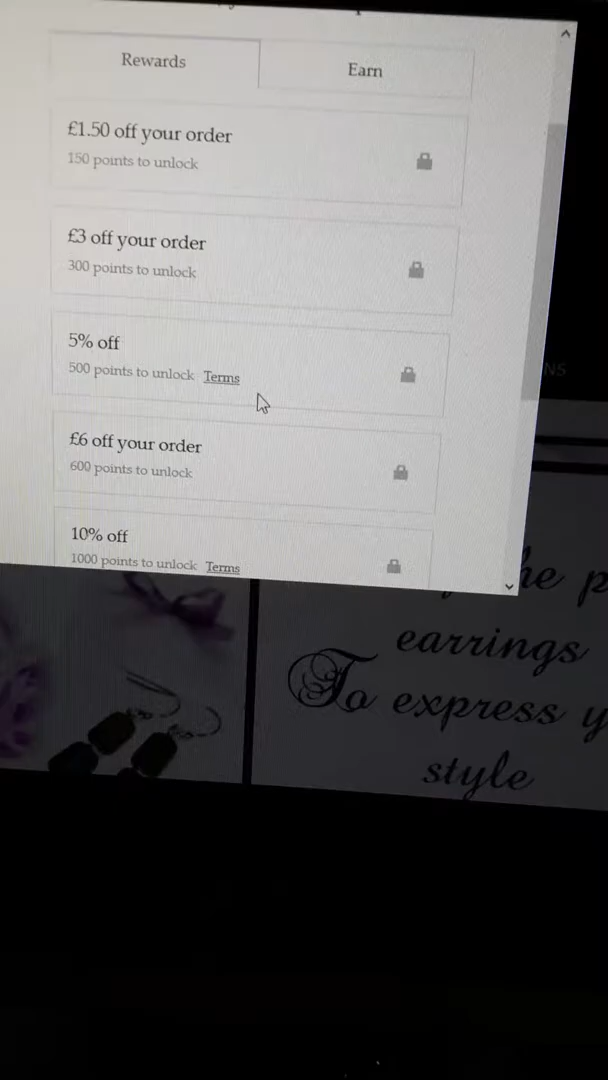 Rewards
Earn
£1.50 off your order
150 points to unlock
£3 off your order
300 points to unlock
5% off
500 points to unlock Terms
£6 off your order
600 points to unlock
10% off
1000 points to unlock Terms
earrings
To express
style